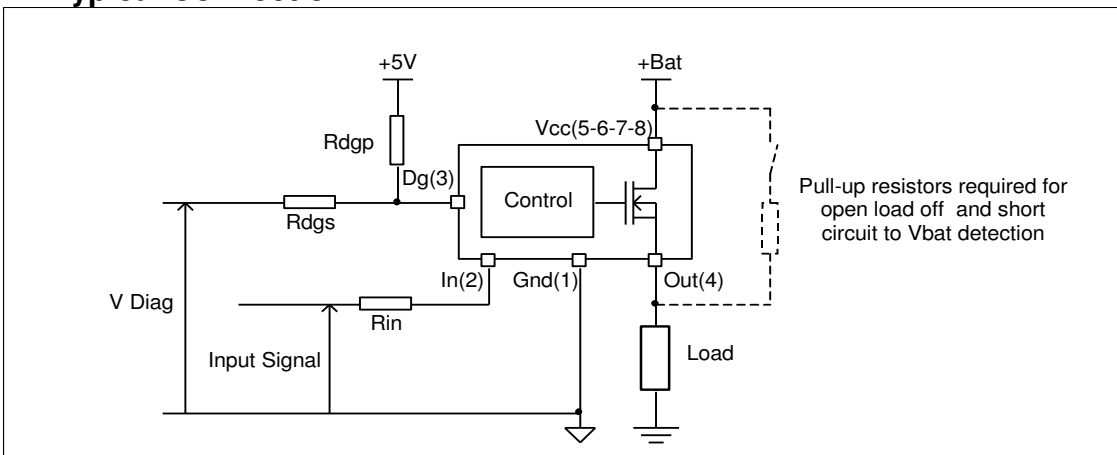 +5V
+Bat
Rdgp
Vcc(5-6-7-8)
Dg(3)
Control
Rdgs
Pull-up resistors required for
open load off and short
circuit to Vbat detection
In(2)
Gnd(1)
Out(4)
V Diag
Rin
Input Signal
Load